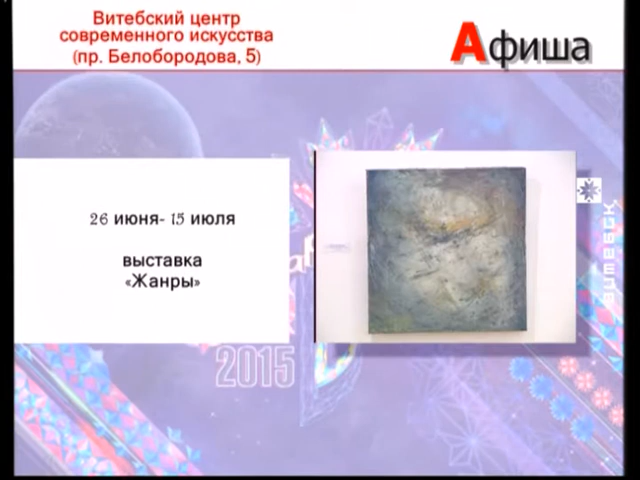 Витебский центр
современного искусства
(пр. Белобородова, 5)
Афиша
26 июня- 15 июля
выставка
«Жанры»
ВИТЕБСК
2015